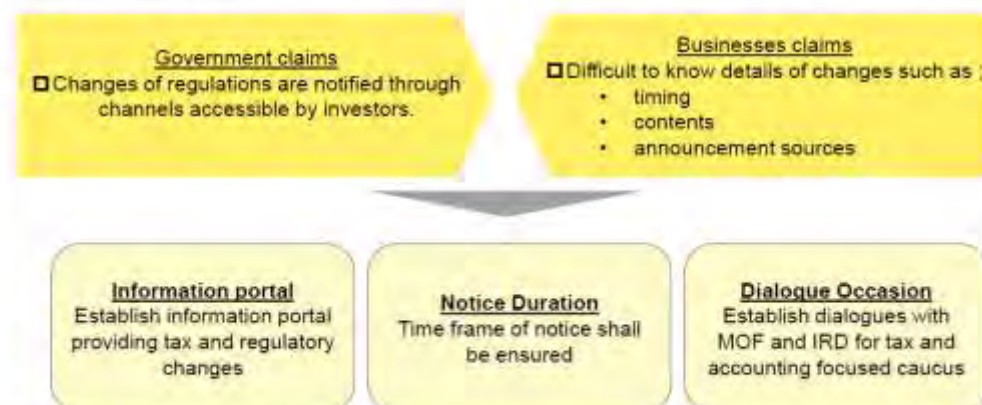 Government claims
Changes of regulations are notified through
channels accessible by investors.
Businesses claims
Difficult to know details of changes such as :
• timing
• contents
• announcement sources
Information portal
Establish information portal
providing tax and regulatory
changes
Notice Duration
Time frame of notice shall
be ensured
Dialogue Occasion
Establish dialogues with
MOF and IRD for tax and
accounting focused caucus